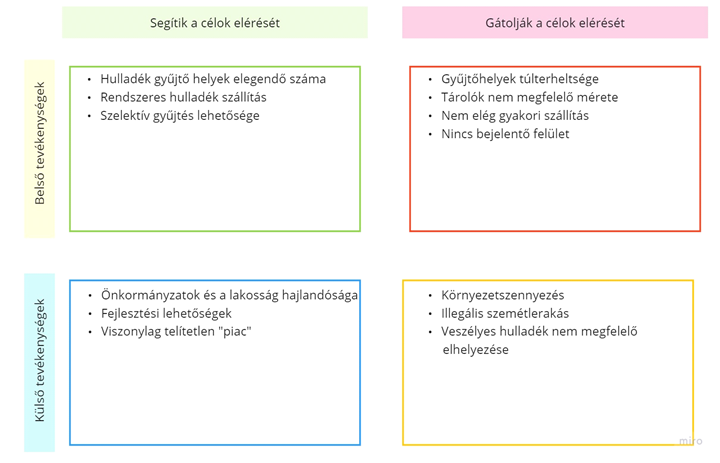 Segítik a célok elérését
Gátolják a célok elérését
Belső tevékenységek
• Hulladék gyűjtő helyek elegendő száma
• Rendszeres hulladék szállítás
• Szelektív gyűjtés lehetősége
• Gyűjtőhelyek túlterheltsége
• Tárolók nem megfelelő mérete
• Nem elég gyakori szállítás
• Nincs bejelentő felület
Külső tevékenységek
• Önkormányzatok és a lakosság hajlandósága
• Fejlesztési lehetőségek
• Viszonylag telítetlen "piac"
• Környezetszennyezés
• Illegális szemétlerakás
• Veszélyes hulladék nem megfelelő
elhelyezése
miro